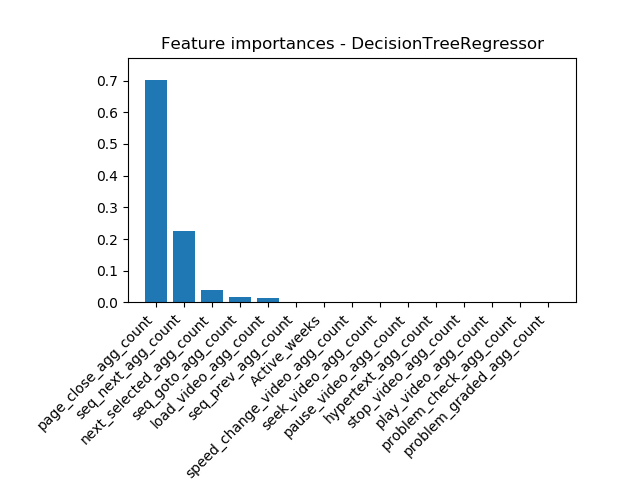 Feature importances - DecisionTreeRegressor
0.7
0.6
0.5
0.4
0.3
0.2
0.1
0.0
page_close_agg_count
seq_next_agg_count
next_selected_agg_count
seq_goto_agg_count
load_video_agg_count
seq_prev_agg_count
Active_weeks
speed_change_video_agg_count
seek_video_agg_count
pause_video_agg_count
hypertext_agg_count
stop_video_agg_count
play_video_agg_count
problem_check_agg_count
problem_graded_agg_count